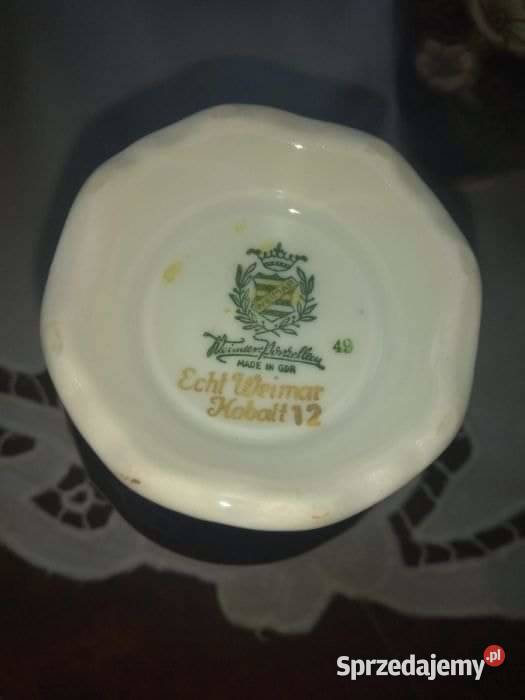 Weimar Porzellan
49
MADE IN GDR
Echt Weimar
Kobalt 12
Sprzedajemy.pl